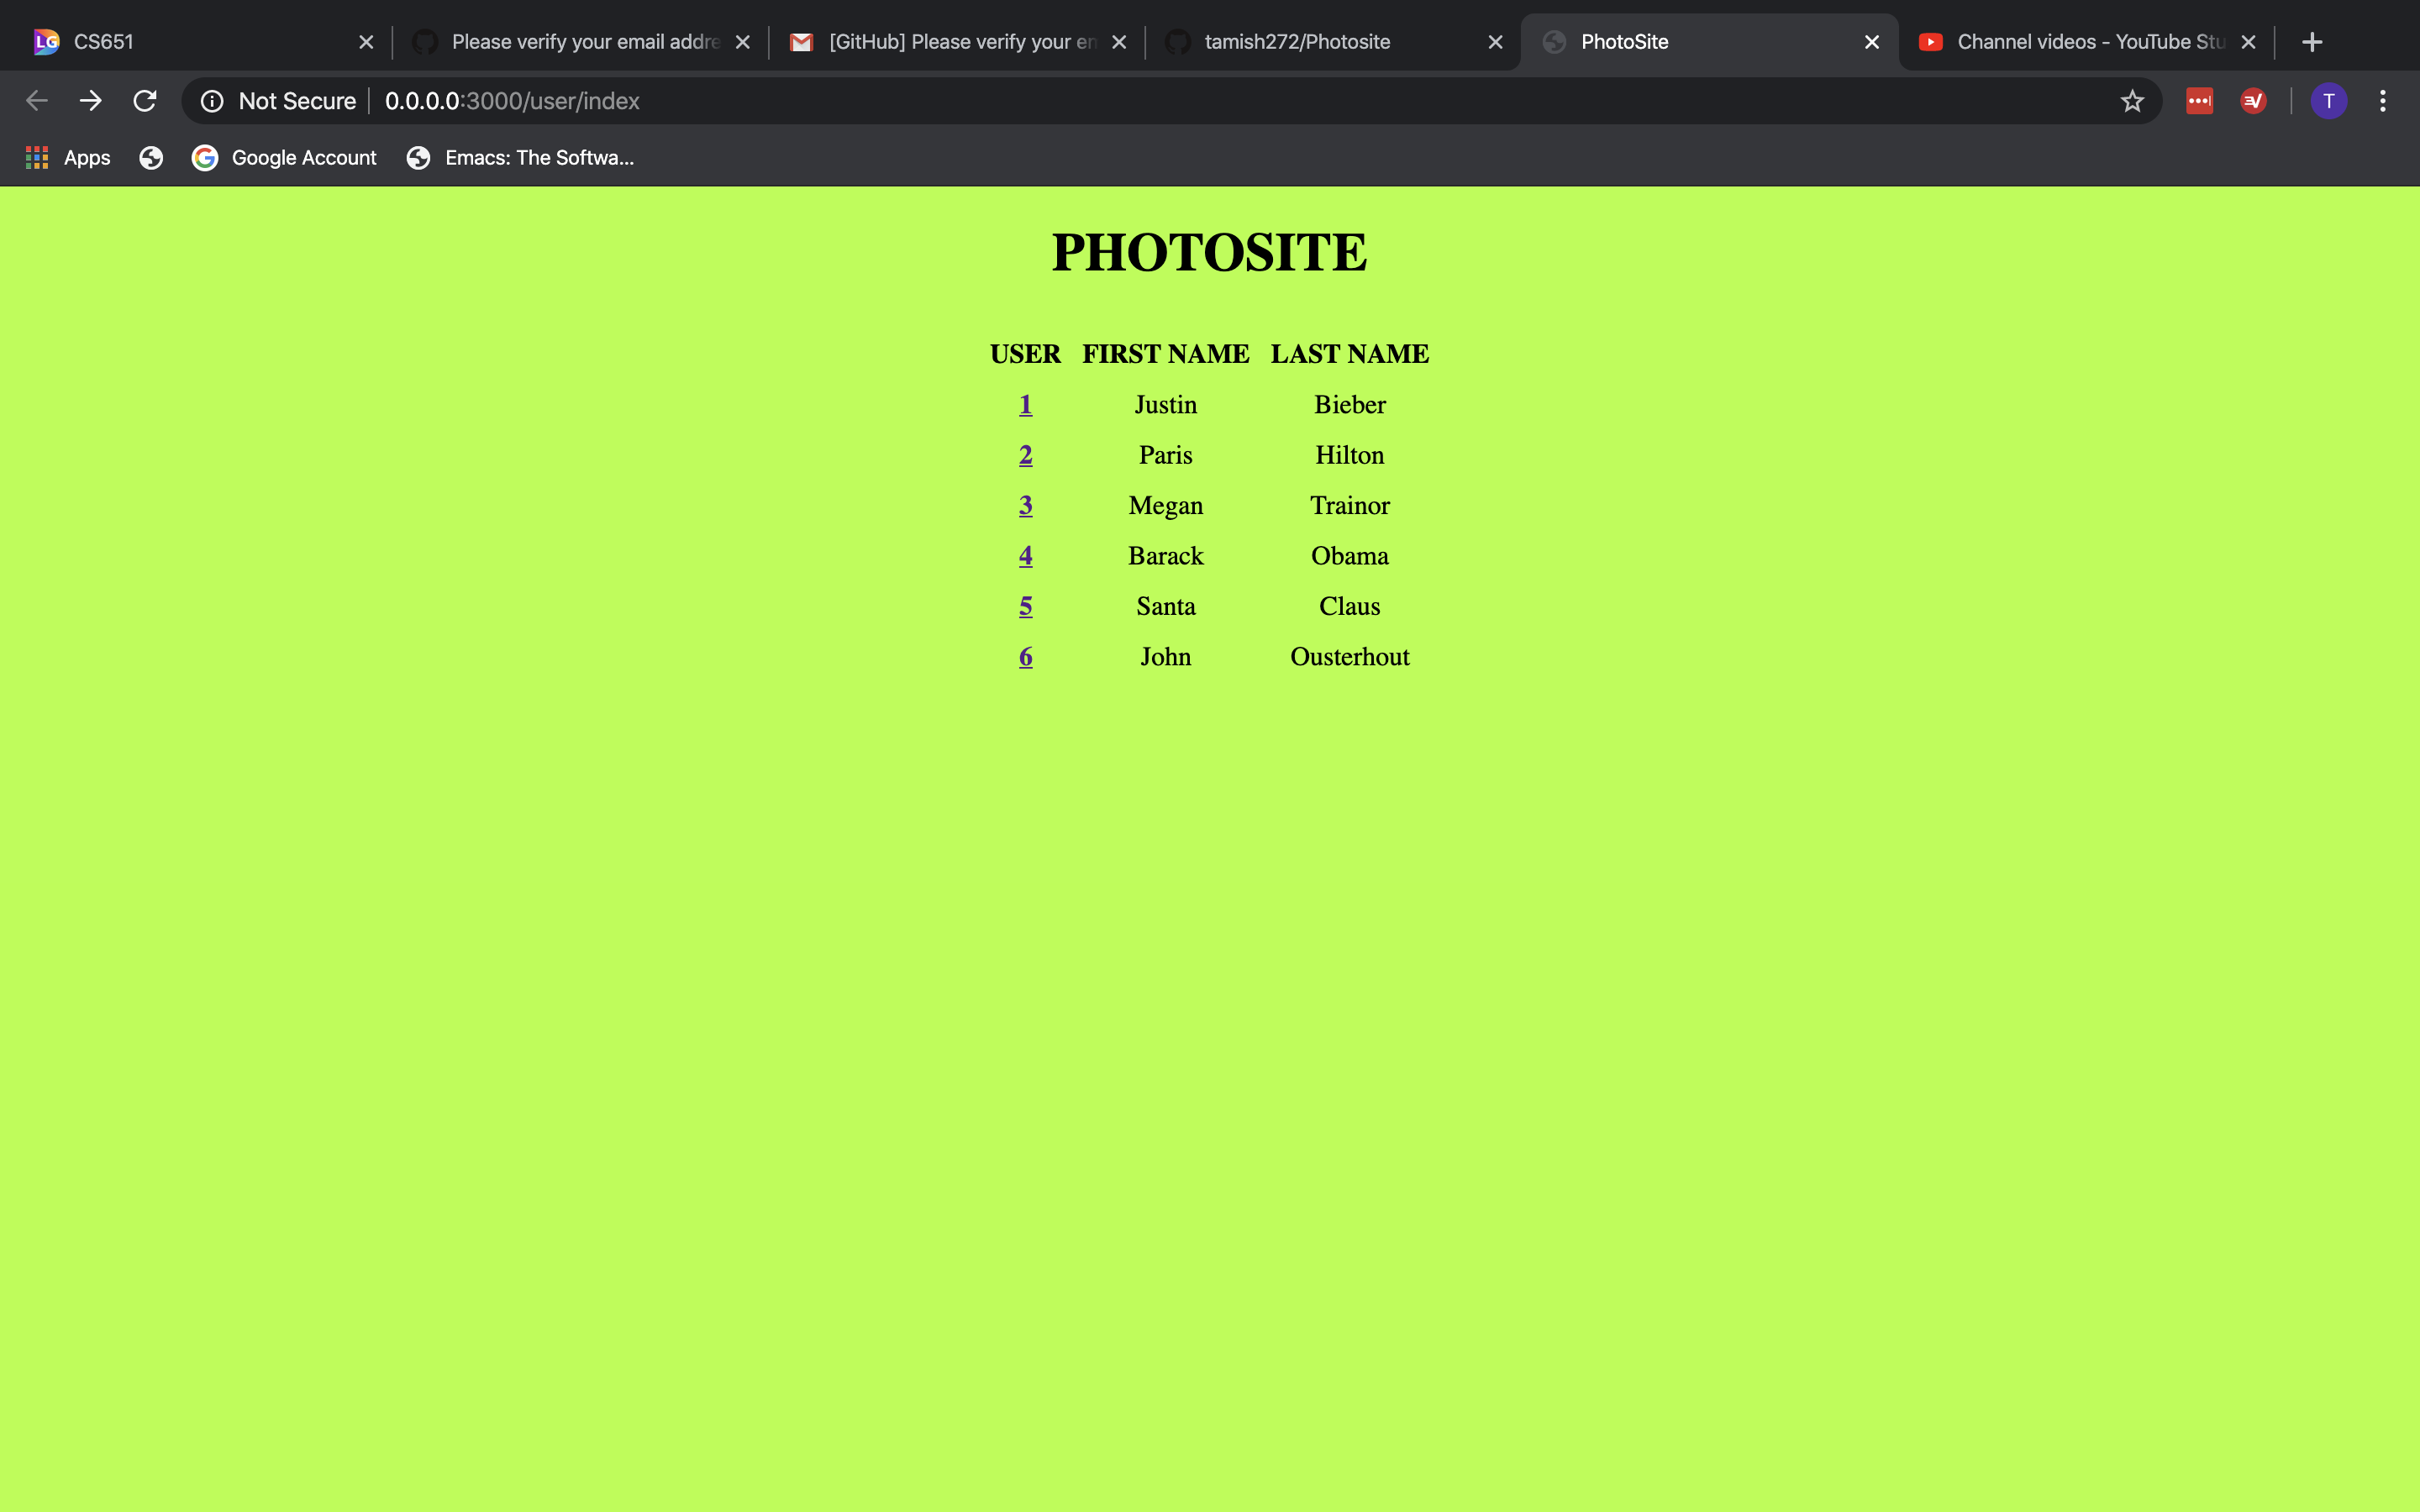 LG CS651 Please verify your email addre [GitHub] Please verify your en tamish272/Photosite PhotoSite Channel videos - YouTube Stu
Not Secure 0.0.0.0:3000/user/index T
Apps Google Account Emacs: The Softwa...
PHOTOSITE
USER FIRST NAME LAST NAME
1 Justin Bieber
2 Paris Hilton
3 Megan Trainor
4 Barack Obama
5 Santa Claus
6 John Ousterhout